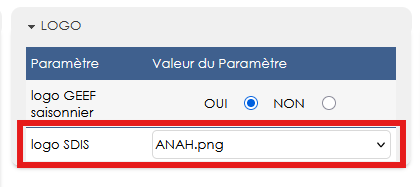 LOGO
Paramètre Valeur du Paramètre
logo GEEF OUI NON
saisonnier
logo SDIS ANAH.png